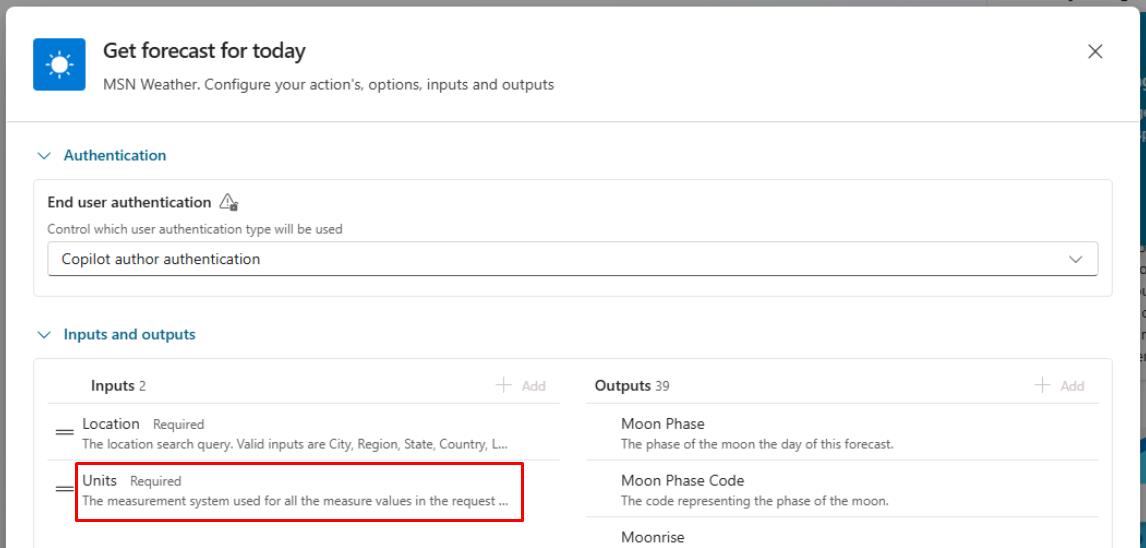 Get forecast for today
MSN Weather. Configure your action's, options, inputs and outputs
Authentication
End user authentication
Control which user authentication type will be used
Copilot author authentication
Inputs and outputs
Inputs 2
Add
Outputs 39
Add
Location Required
The location search query. Valid inputs are City, Region, State, Country, L...
Moon Phase
The phase of the moon the day of this forecast.
Units Required
The measurement system used for all the measure values in the request ...
Moon Phase Code
The code representing the phase of the moon.
Moonrise